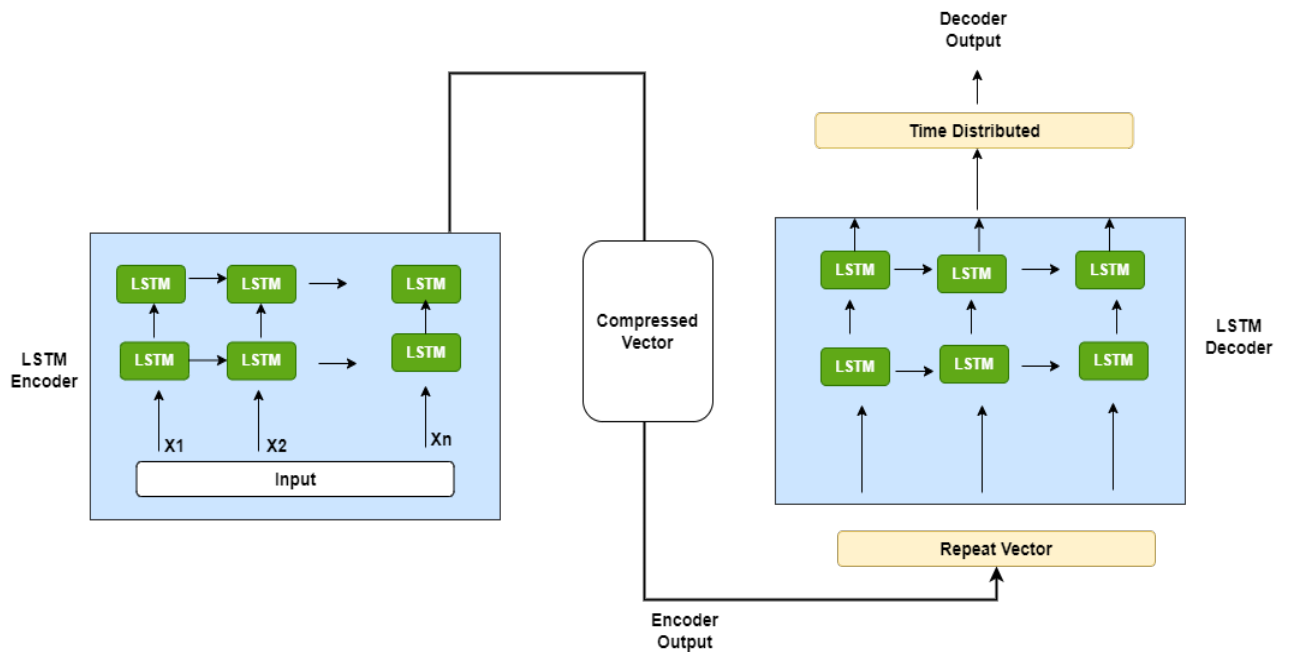 Decoder
Output
Time Distributed
LSTM LSTM LSTM
LSTM LSTM LSTM
LSTM
Encoder
X1 X2 Xn
Input
Compressed
Vector
LSTM LSTM LSTM
LSTM LSTM LSTM
LSTM
Decoder
Repeat Vector
Encoder
Output